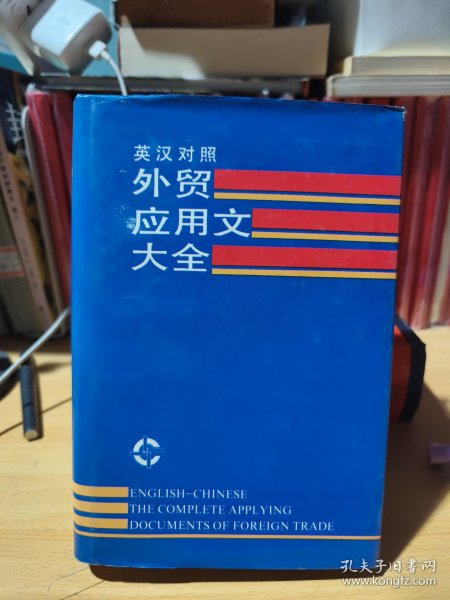 英汉对照
外贸
应用文
大全
ENGLISH-CHINESE
THE COMPLETE APPLYING
DOCUMENTS OF FOREIGN TRADE
孔夫子旧书网
www.kongfz.com